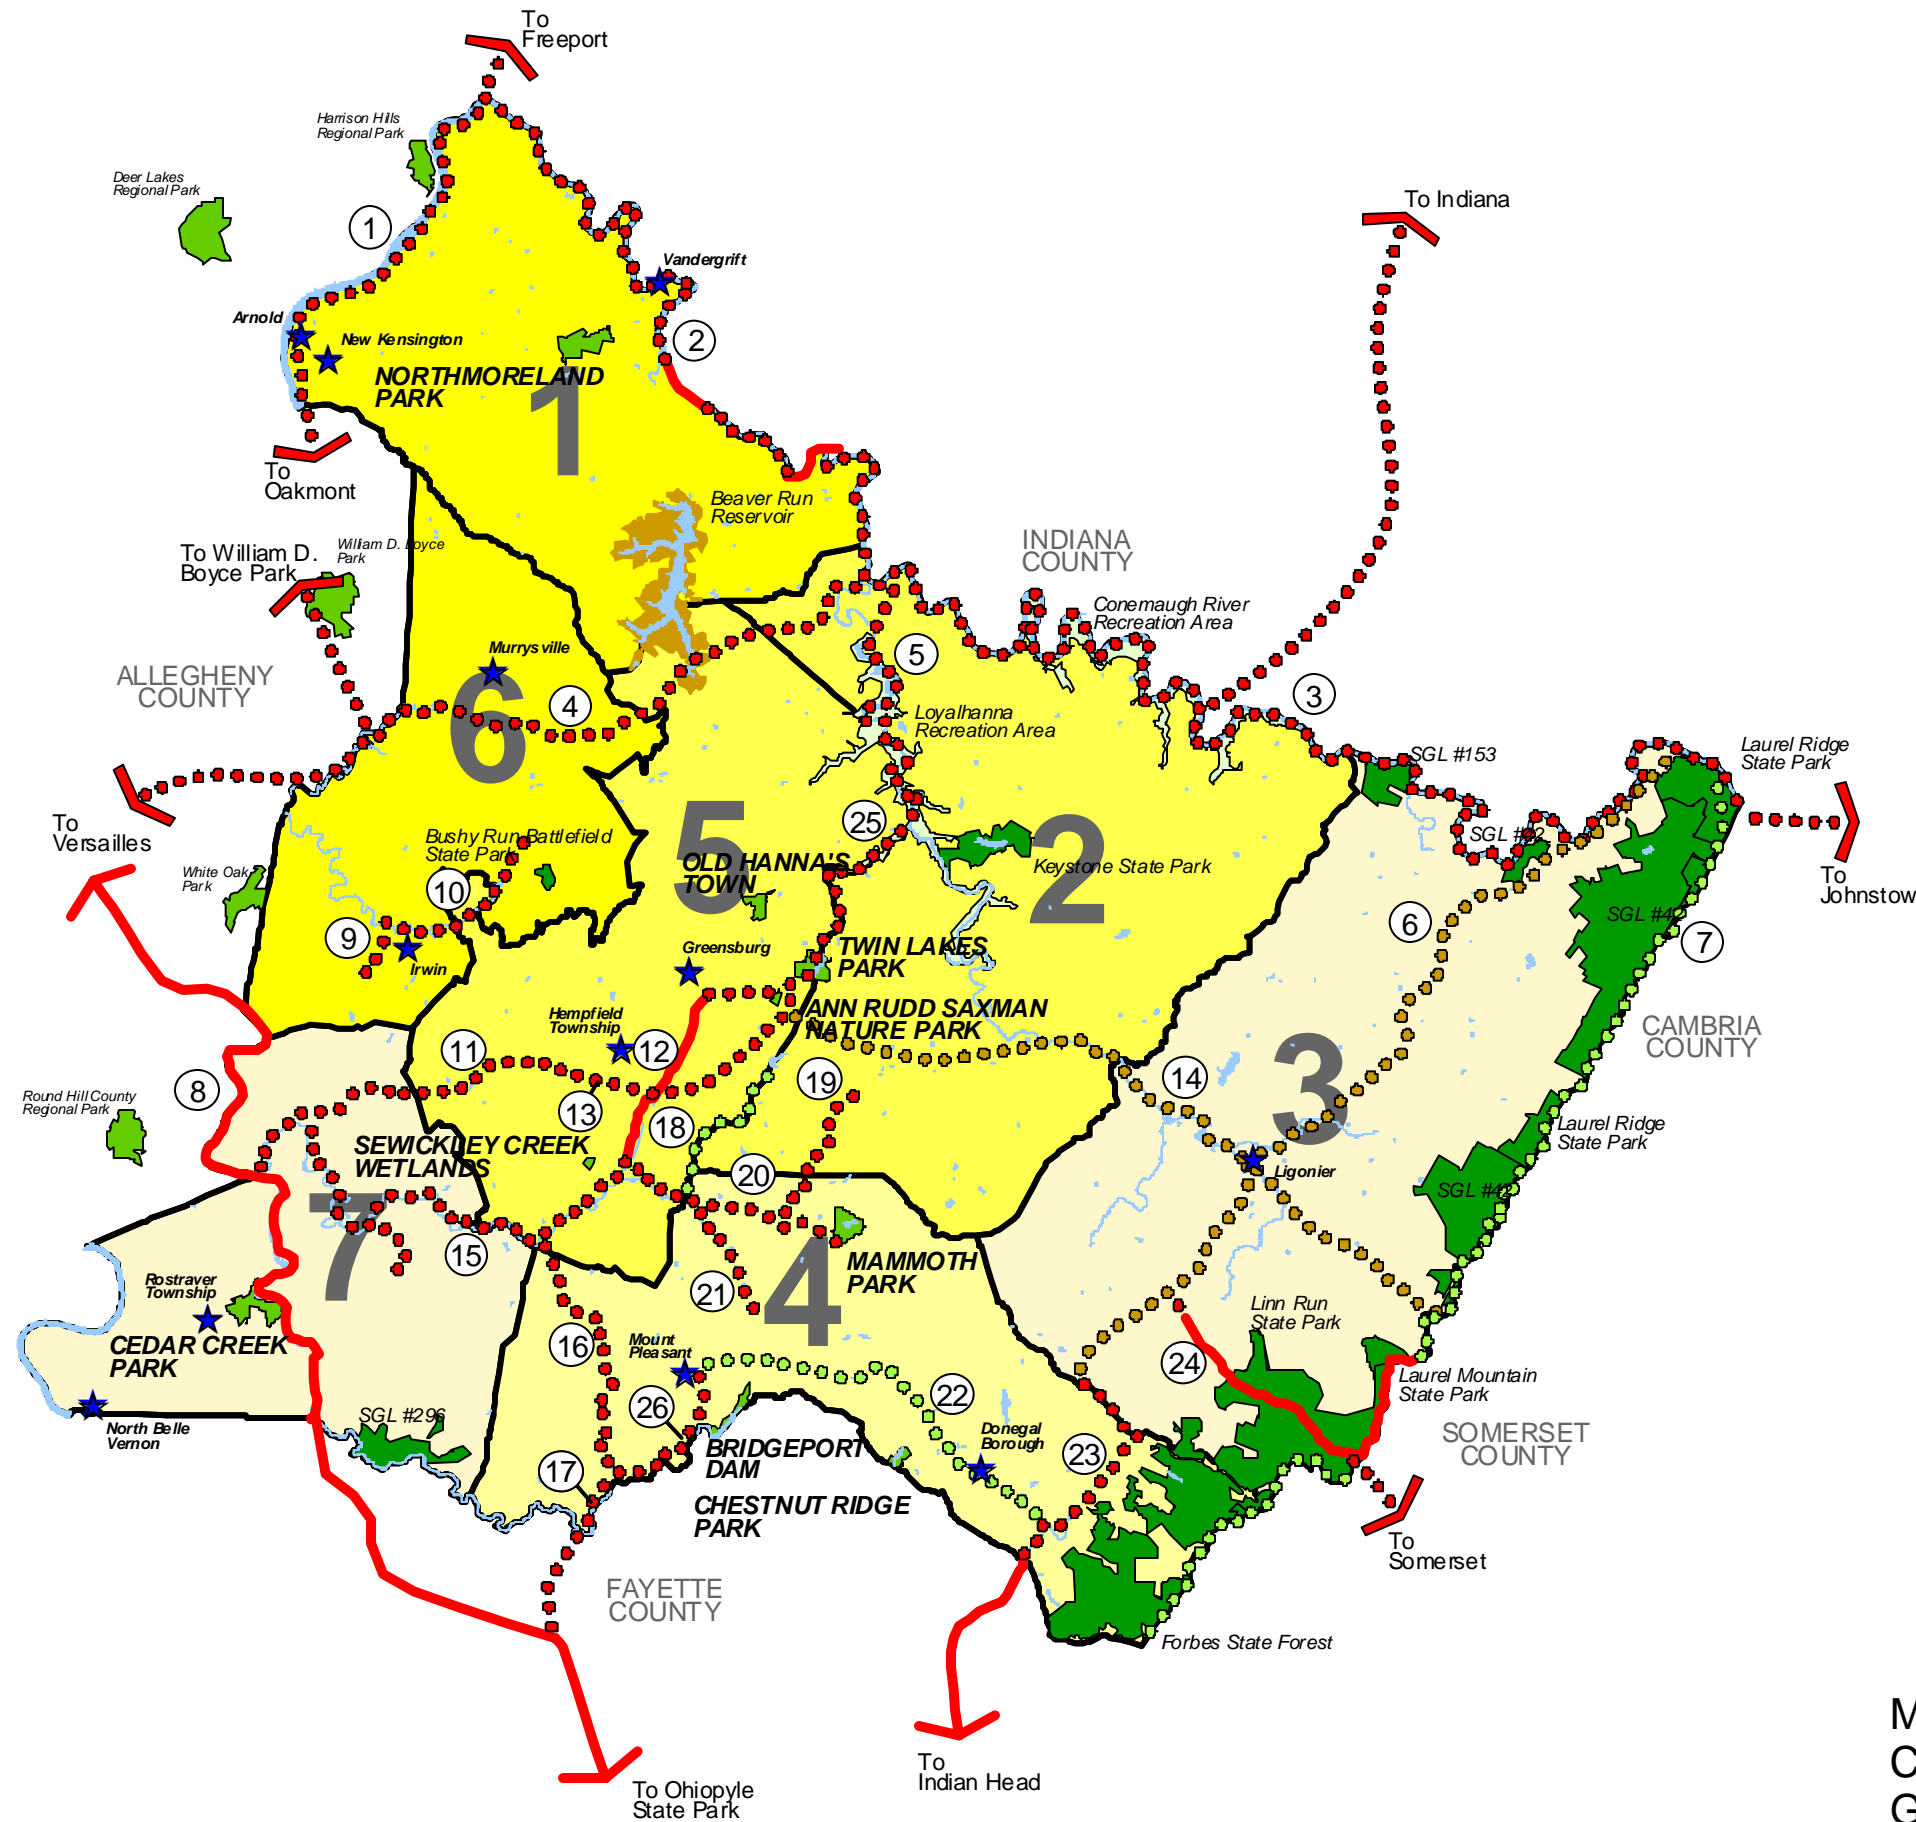 To
Freeport
Harrison Hills
Regional Park
Deer Lakes
Regional Park
To Indiana
1
Vandergrift
Arnold
New Kensington
2
NORTHMORELAND
PARK
1
To
Oakmont
Beaver Run
Reservoir
INDIANA
COUNTY
To William D.
Boyce Park
William D. Boyce
Park
Conemaugh River
Recreation Area
Murrysville
5
ALLEGHENY
COUNTY
6
4
3
Loyalhanna
Recreation Area
SGL #153
Laurel Ridge
State Park
To
Versailles
Bushy Run Battlefield
State Park
25
5
2
SGL #42
OLD HANNA'S
TOWN
Keystone State Park
To
Johnstow
White Oak
Park
10
9
Irwin
Greensburg
TWIN LAKES
PARK
6
SGL #42
7
Hempfield
Township
12
ANN RUDD SAXMAN
NATURE PARK
CAMBRIA
COUNTY
11
8
Round Hill County
Regional Park
13
18
19
14
3
SEWICKLEY CREEK
WETLANDS
Laurel Ridge
State Park
20
Ligonier
SGL #42
7
15
MAMMOTH
PARK
Rostraver
Township
21
4
Linn Run
State Park
CEDAR CREEK
PARK
16
Mount
Pleasant
24
Laurel Mountain
State Park
North Belle
Vernon
SGL #296
26
22
Donegal
Borough
SOMERSET
COUNTY
BRIDGEPORT
DAM
23
17
CHESTNUT RIDGE
PARK
To
Somerset
FAYETTE
COUNTY
Forbes State Forest
To
Indian Head
To Ohiopyle
State Park
M
C
G